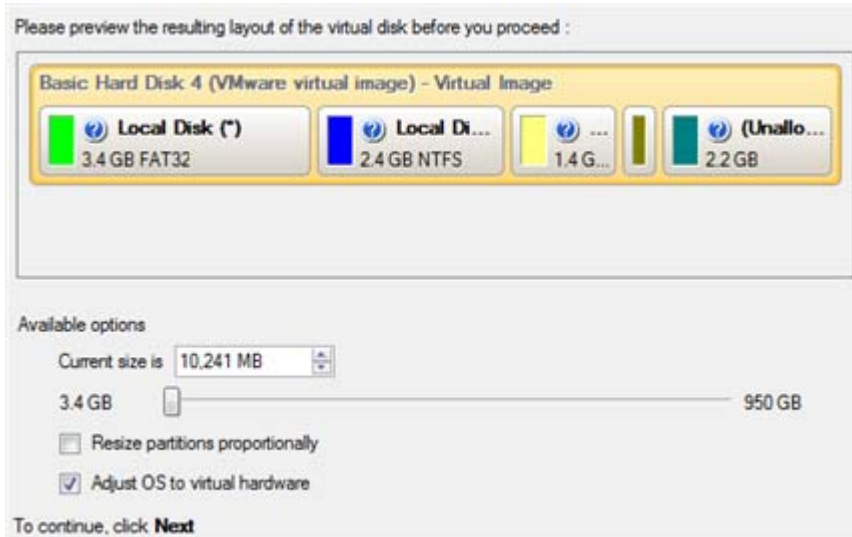 Please preview the resulting layout of the virtual disk before you proceed :
Basic Hard Disk 4 (VMware virtual image) - Virtual Image
Local Disk (*)
3.4 GB FAT32
Local Di...
2.4 GB NTFS
...
1.4 G...
(Unallo...
2.2 GB
Available options
Current size is 10,241 MB
3.4 GB 950 GB
Resize partitions proportionally
Adjust OS to virtual hardware
To continue, click Next